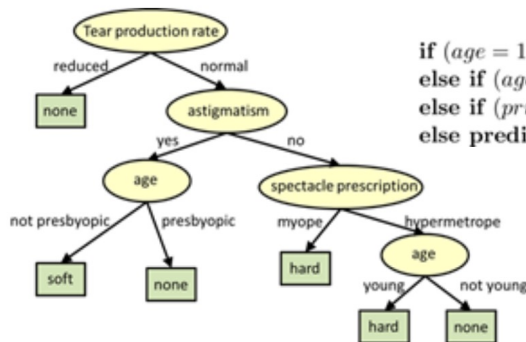 Tear production rate
reduced
normal
none
astigmatism
yes
no
age
spectacle prescription
not presbyopic
presbyopic
myope
hypermetrope
soft
none
hard
age
young
not young
hard
none
if (age = 1
else if (ag
else if (pri
else predi